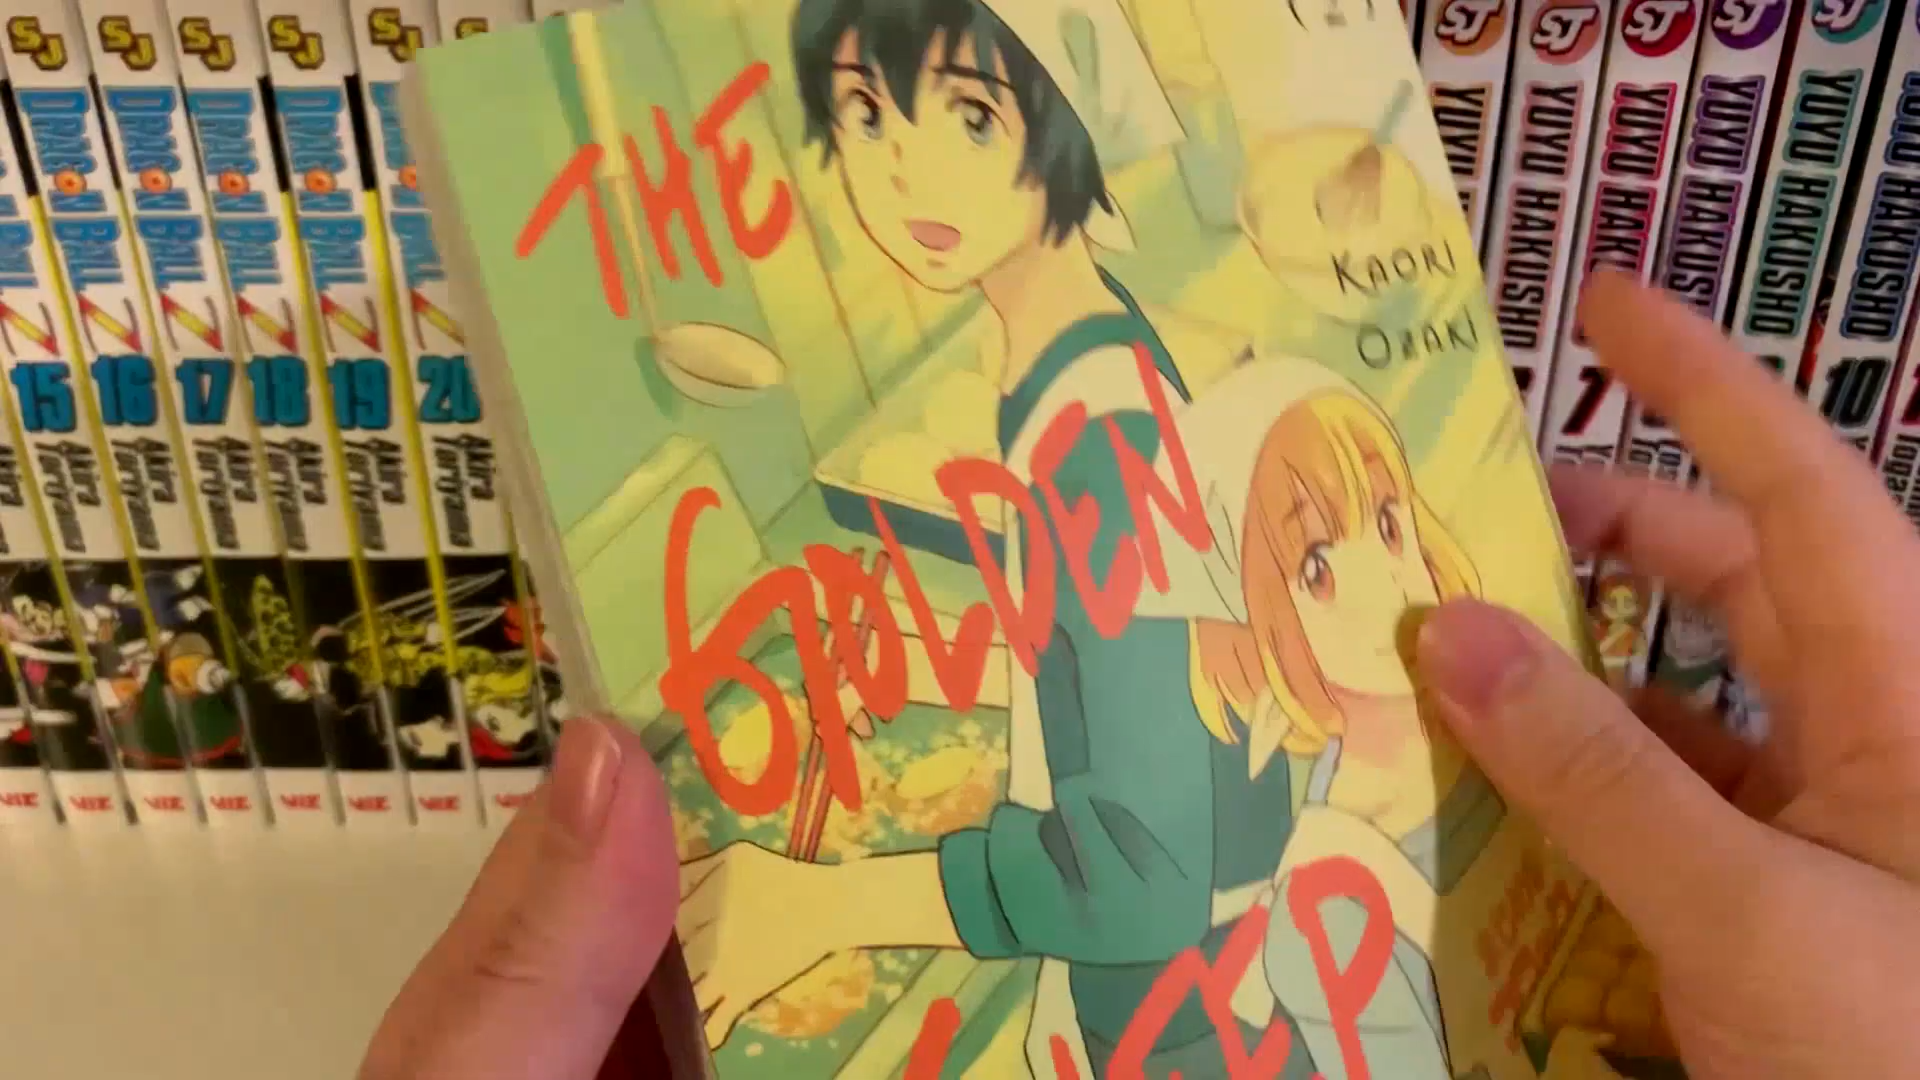 THE
GOLDEN
KAORI
OZAKI
SJ
DRAGON
BALL
Z
15
Akira
Toriyama
VIZ
SJ
DRAGON
BALL
Z
16
Akira
Toriyama
VIZ
SJ
DRAGON
BALL
Z
17
Akira
Toriyama
VIZ
SJ
DRAGON
BALL
Z
18
Akira
Toriyama
VIZ
SJ
DRAGON
BALL
Z
19
Akira
Toriyama
VIZ
20
Akira
Toriyama
VIZ
SJ
SJ
YUYU HAKUSHO
SJ
YUYU HAKUSHO
7
SJ
YUYU HAKUSHO
SJ
YUYU HAKUSHO
10
YUYU HAKUSHO